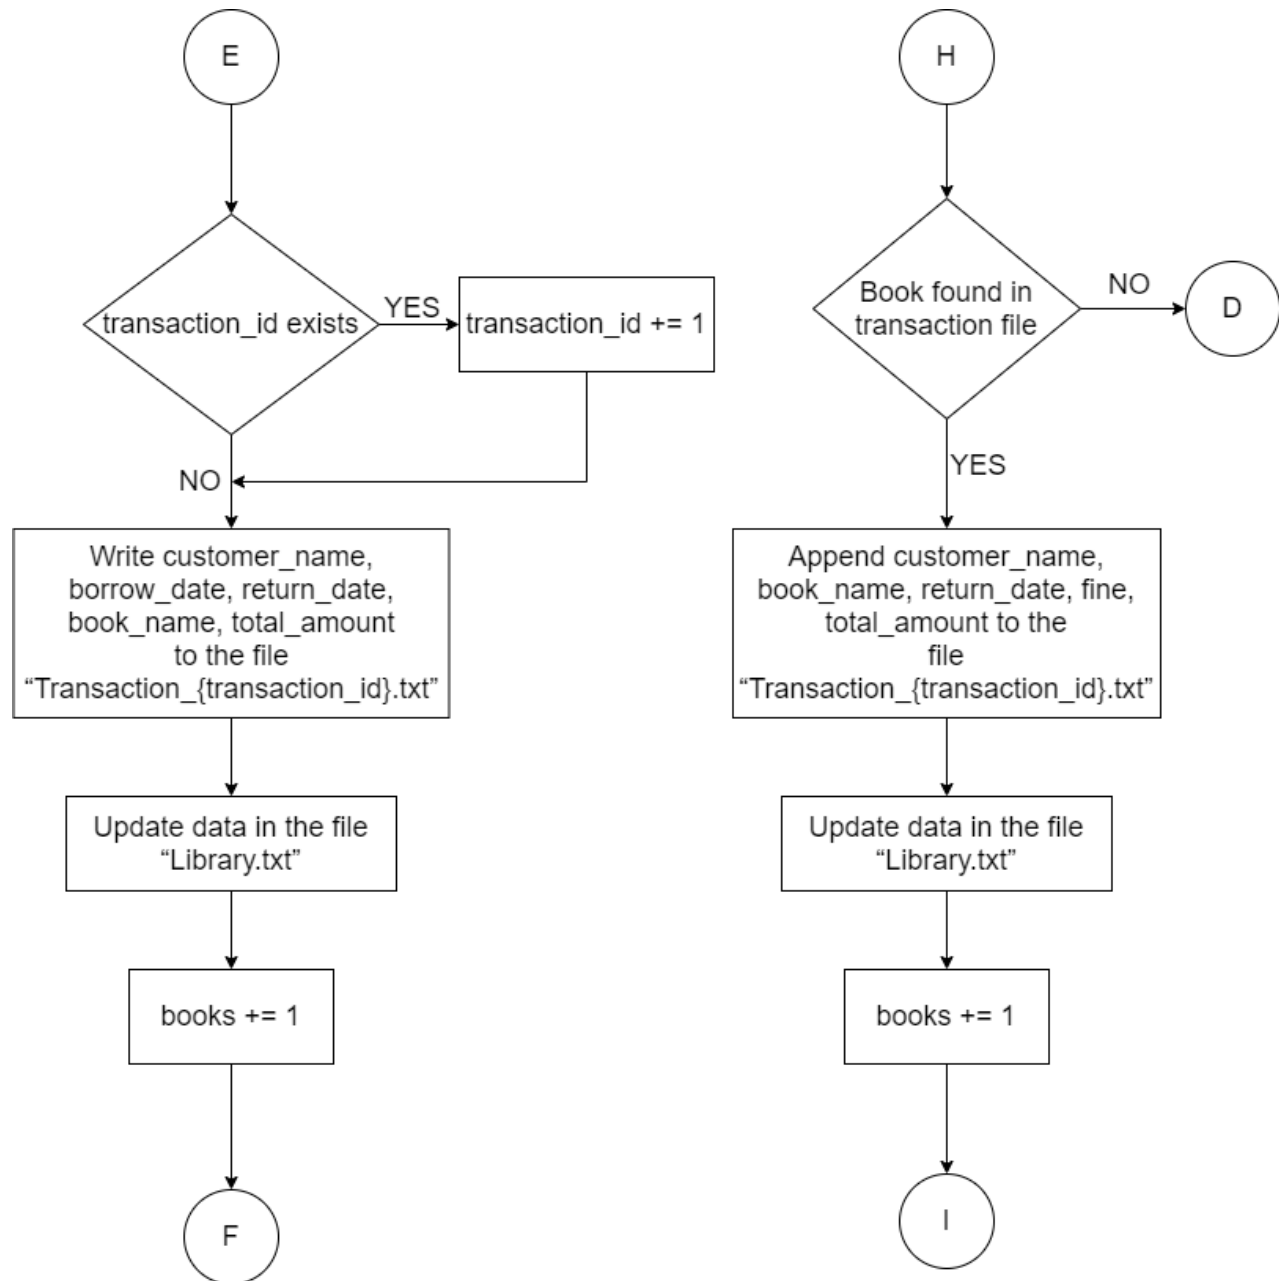 E
transaction_id exists
YES
transaction_id += 1
NO
Write customer_name,
borrow_date, return_date,
book_name, total_amount
to the file
“Transaction_{transaction_id}.txt”
Update data in the file
“Library.txt”
books += 1
F
H
Book found in
transaction file
NO
D
YES
Append customer_name,
book_name, return_date, fine,
total_amount to the
file
“Transaction_{transaction_id}.txt”
Update data in the file
“Library.txt”
books += 1
I